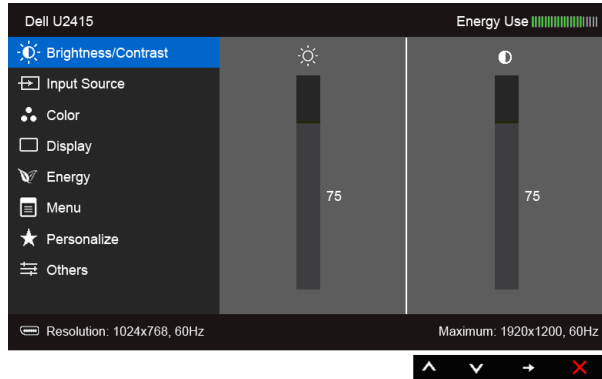 Dell U2415 Energy Use
Brightness/Contrast
Input Source
Color
Display
Energy
Menu
Personalize
Others
75 75
Resolution: 1024x768, 60Hz Maximum: 1920x1200, 60Hz